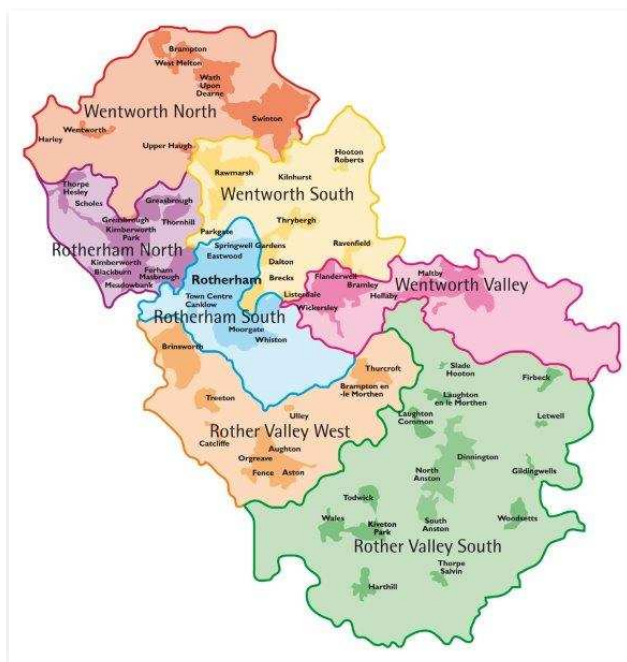 Brampton
West Melton
Wath
Upon
Dearne
Wentworth North
Swinton
Wentworth
Harley
Upper Haugh
Hooton
Roberts
Rawmarsh
Kilnhurst
Thorpe
Hesley
Wentworth South
Scholes
Greasbrough
Greasbrough
Kimberworth
Park
Thornhill
Thrybergh
Parkgate
Rotherham North
Springwell Gardens
Eastwood
Ravenfield
Kimberworth
Blackburn
Ferham
Masbrough
Meadowbank
Dalton
Rotherham
Brecks
Flanderwell
Bramley
Maltby
Wentworth Valley
Hellaby
Listerdale
Wickersley
Town Centre
Canklow
Rotherham South
Moorgate
Whiston
Brinsworth
Thurcroft
Brampton en
-le Morthen
Slade
Hooton
Firbeck
Laughton
en le Morthen
Letwell
Laughton
Common
Treeton
Ulley
Rother Valley West
Catcliffe
Aughton
Orgreave
Fence
Aston
Dinnington
North
Anston
Gildingwells
Todwick
Wales
Kiveton
Park
South
Anston
Woodsetts
Rother Valley South
Thorpe
Salvin
Harthill